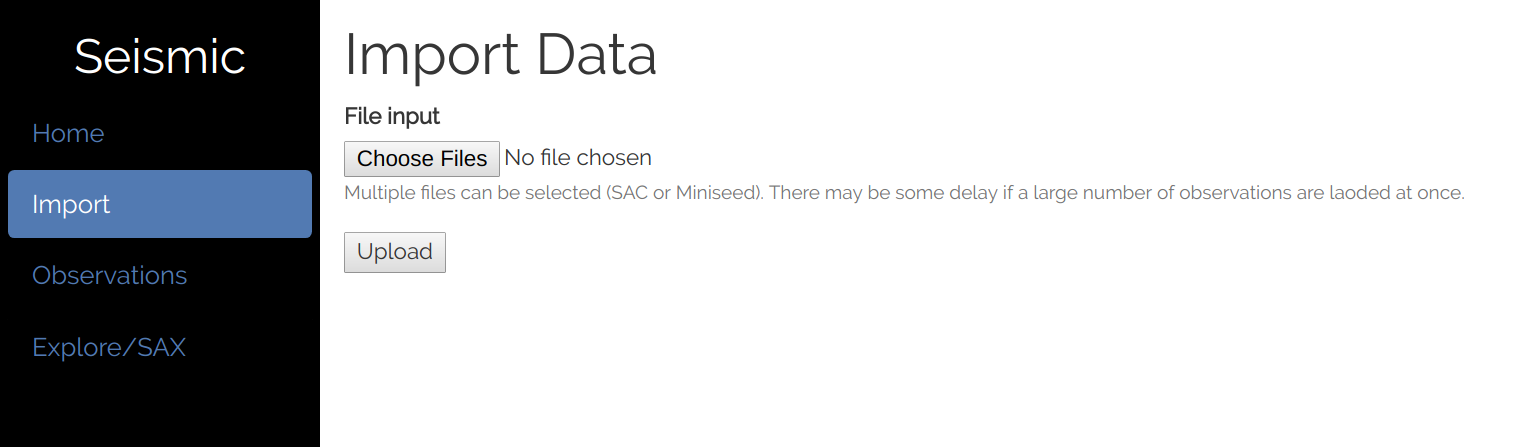 Seismic
Home
Import
Observations
Explore/SAX
Import Data
File input
Choose Files No file chosen
Multiple files can be selected (SAC or Miniseed). There may be some delay if a large number of observations are laoded at once.
Upload